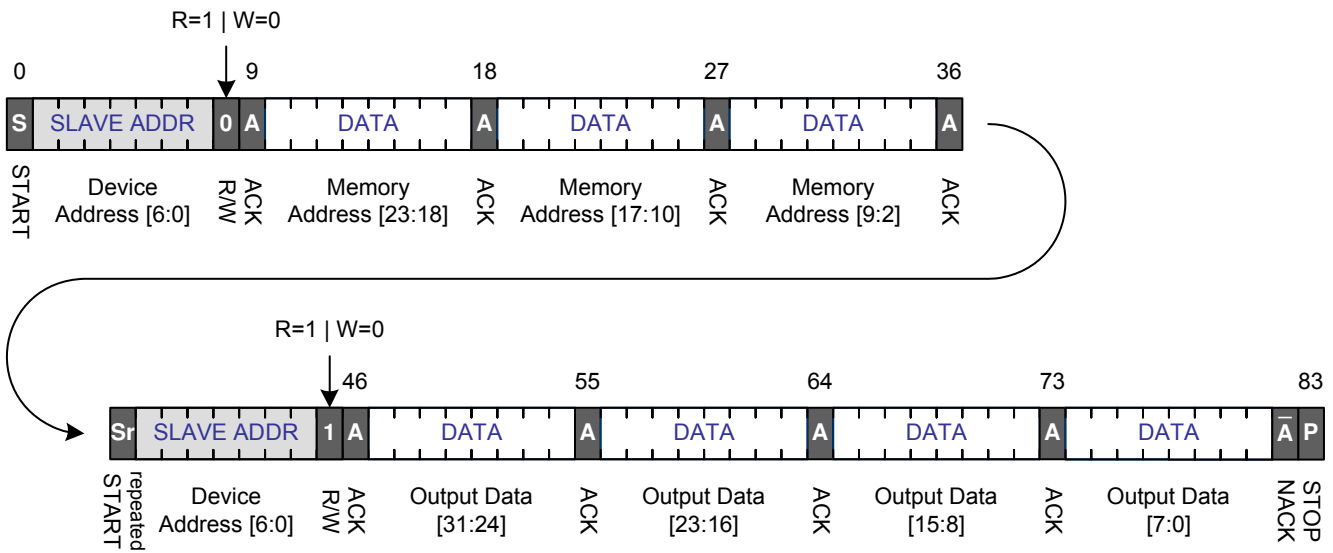 R=1 | W=0
0 9 18 27 36
S SLAVE ADDR 0 A DATA A DATA A DATA A
START Device Address [6:0] R/W ACK Memory Address [23:18] ACK Memory Address [17:10] ACK Memory Address [9:2] ACK
R=1 | W=0
46 55 64 73 83
Sr SLAVE ADDR 1 A DATA A DATA A DATA A DATA A̅ P
repeated START Device Address [6:0] R/W ACK Output Data [31:24] ACK Output Data [23:16] ACK Output Data [15:8] ACK Output Data [7:0] NACK STOP